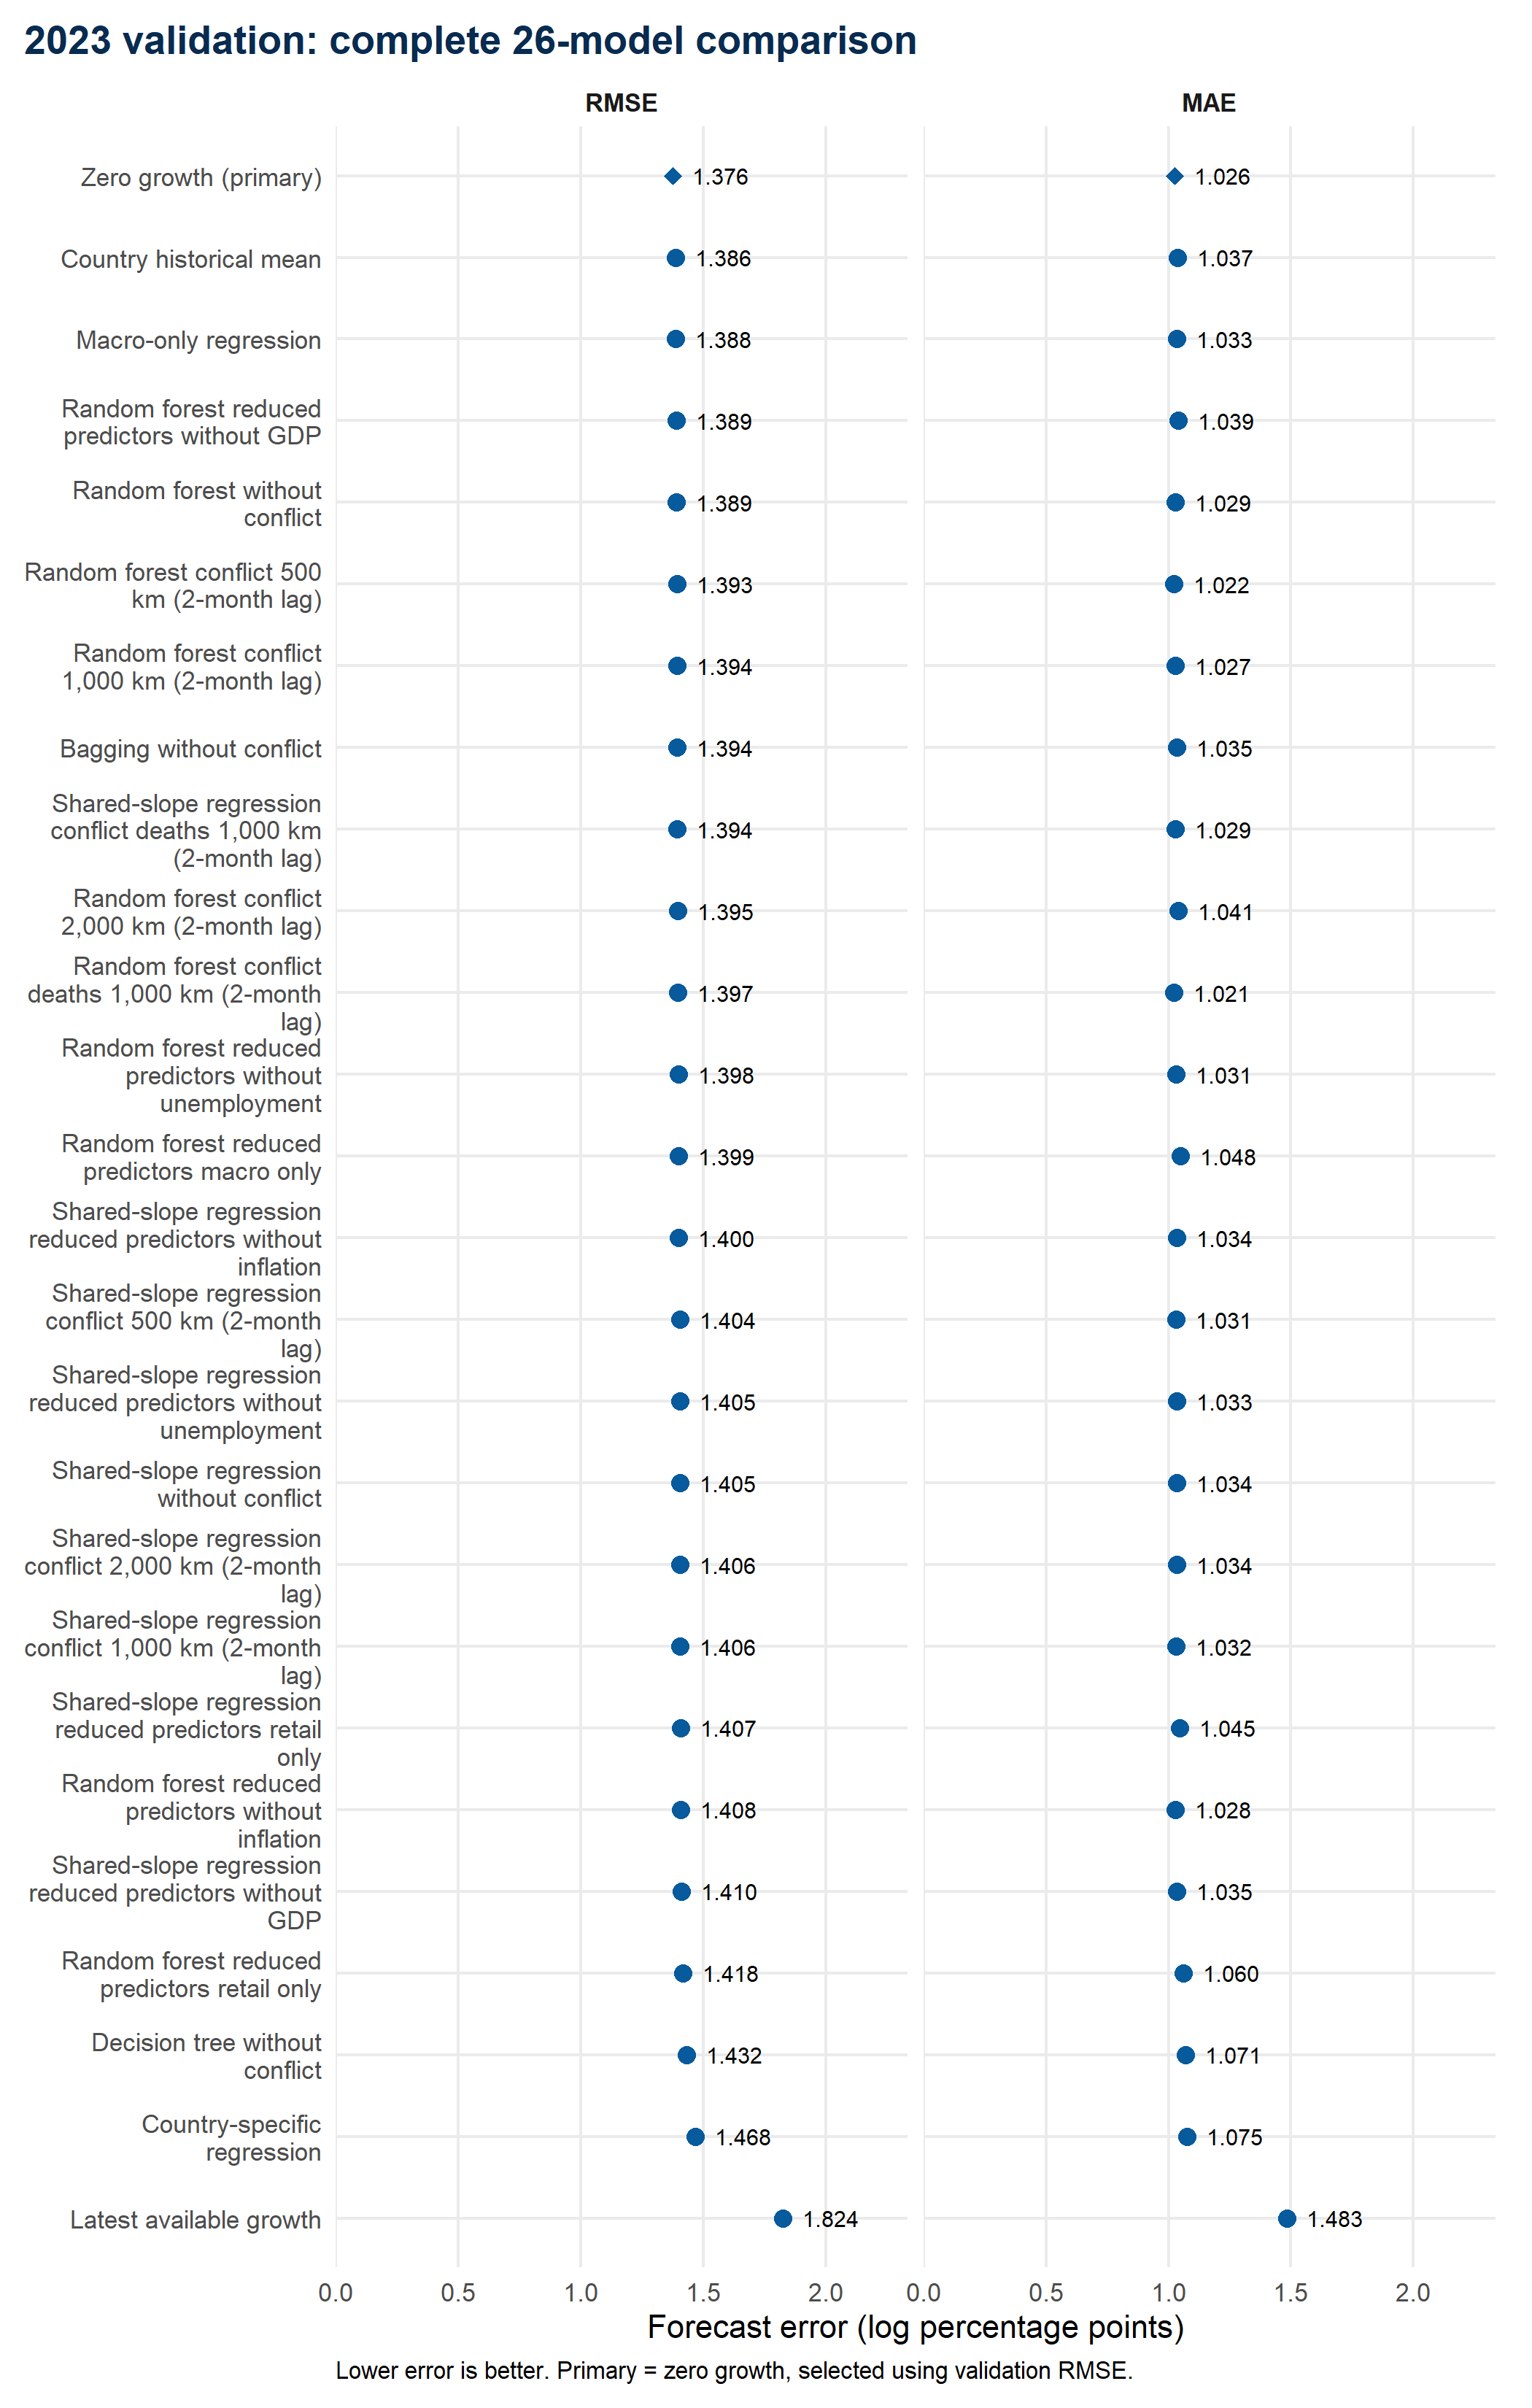 2023 validation: complete 26-model comparison
RMSE
MAE
Zero growth (primary)
1.376
1.026
Country historical mean
1.386
1.037
Macro-only regression
1.388
1.033
Random forest reduced
predictors without GDP
1.389
1.039
Random forest without
conflict
1.389
1.029
Random forest conflict 500
km (2-month lag)
1.393
1.022
Random forest conflict
1,000 km (2-month lag)
1.394
1.027
Bagging without conflict
1.394
1.035
Shared-slope regression
conflict deaths 1,000 km
(2-month lag)
1.394
1.029
Random forest conflict
2,000 km (2-month lag)
1.395
1.041
Random forest conflict
deaths 1,000 km (2-month
lag)
1.397
1.021
Random forest reduced
predictors without
unemployment
1.398
1.031
Random forest reduced
predictors macro only
1.399
1.048
Shared-slope regression
reduced predictors without
inflation
1.400
1.034
Shared-slope regression
conflict 500 km (2-month
lag)
1.404
1.031
Shared-slope regression
reduced predictors without
unemployment
1.405
1.033
Shared-slope regression
without conflict
1.405
1.034
Shared-slope regression
conflict 2,000 km (2-month
lag)
1.406
1.034
Shared-slope regression
conflict 1,000 km (2-month
lag)
1.406
1.032
Shared-slope regression
reduced predictors retail
only
1.407
1.045
Random forest reduced
predictors without
inflation
1.408
1.028
Shared-slope regression
reduced predictors without
GDP
1.410
1.035
Random forest reduced
predictors retail only
1.418
1.060
Decision tree without
conflict
1.432
1.071
Country-specific
regression
1.468
1.075
Latest available growth
1.824
1.483
0.0 0.5 1.0 1.5 2.0
0.0 0.5 1.0 1.5 2.0
Forecast error (log percentage points)
Lower error is better. Primary = zero growth, selected using validation RMSE.